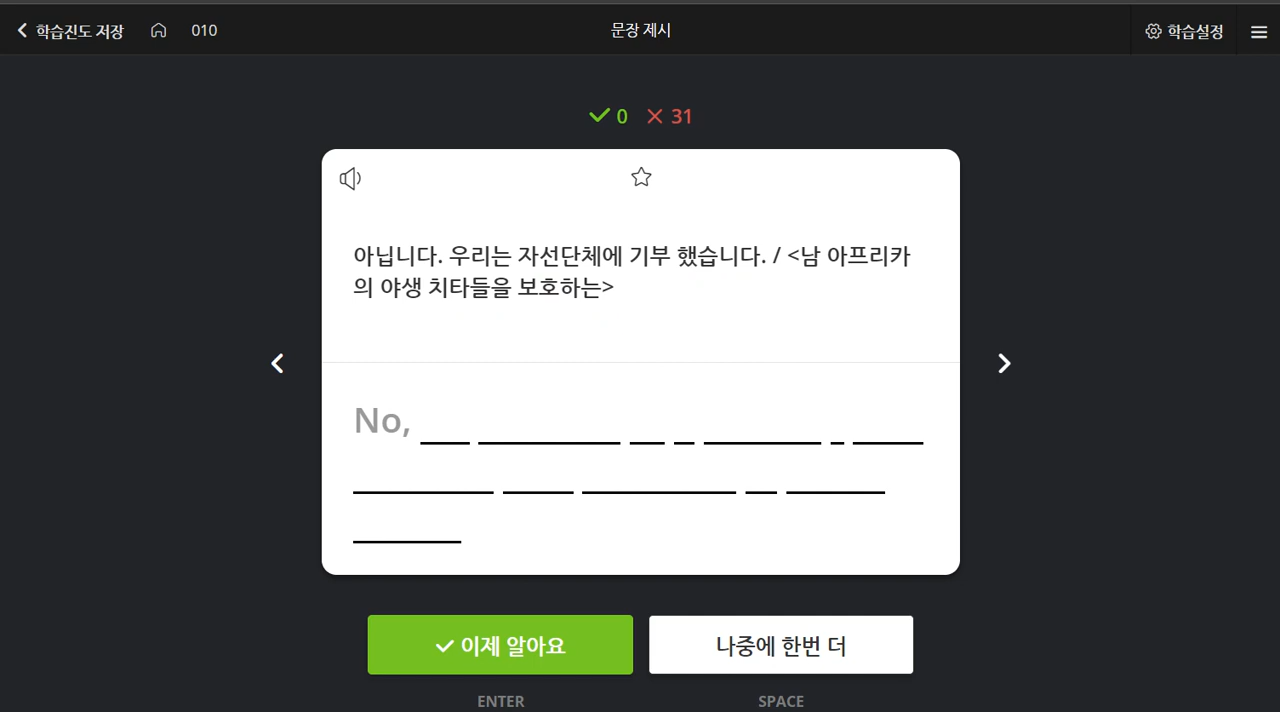 학습진도 저장 010 문장 제시 학습설정
0 31
아닙니다. 우리는 자선단체에 기부 했습니다. / <남 아프리카
의 야생 치타들을 보호하는>
No,
이제 알아요 나중에 한번 더
ENTER SPACE